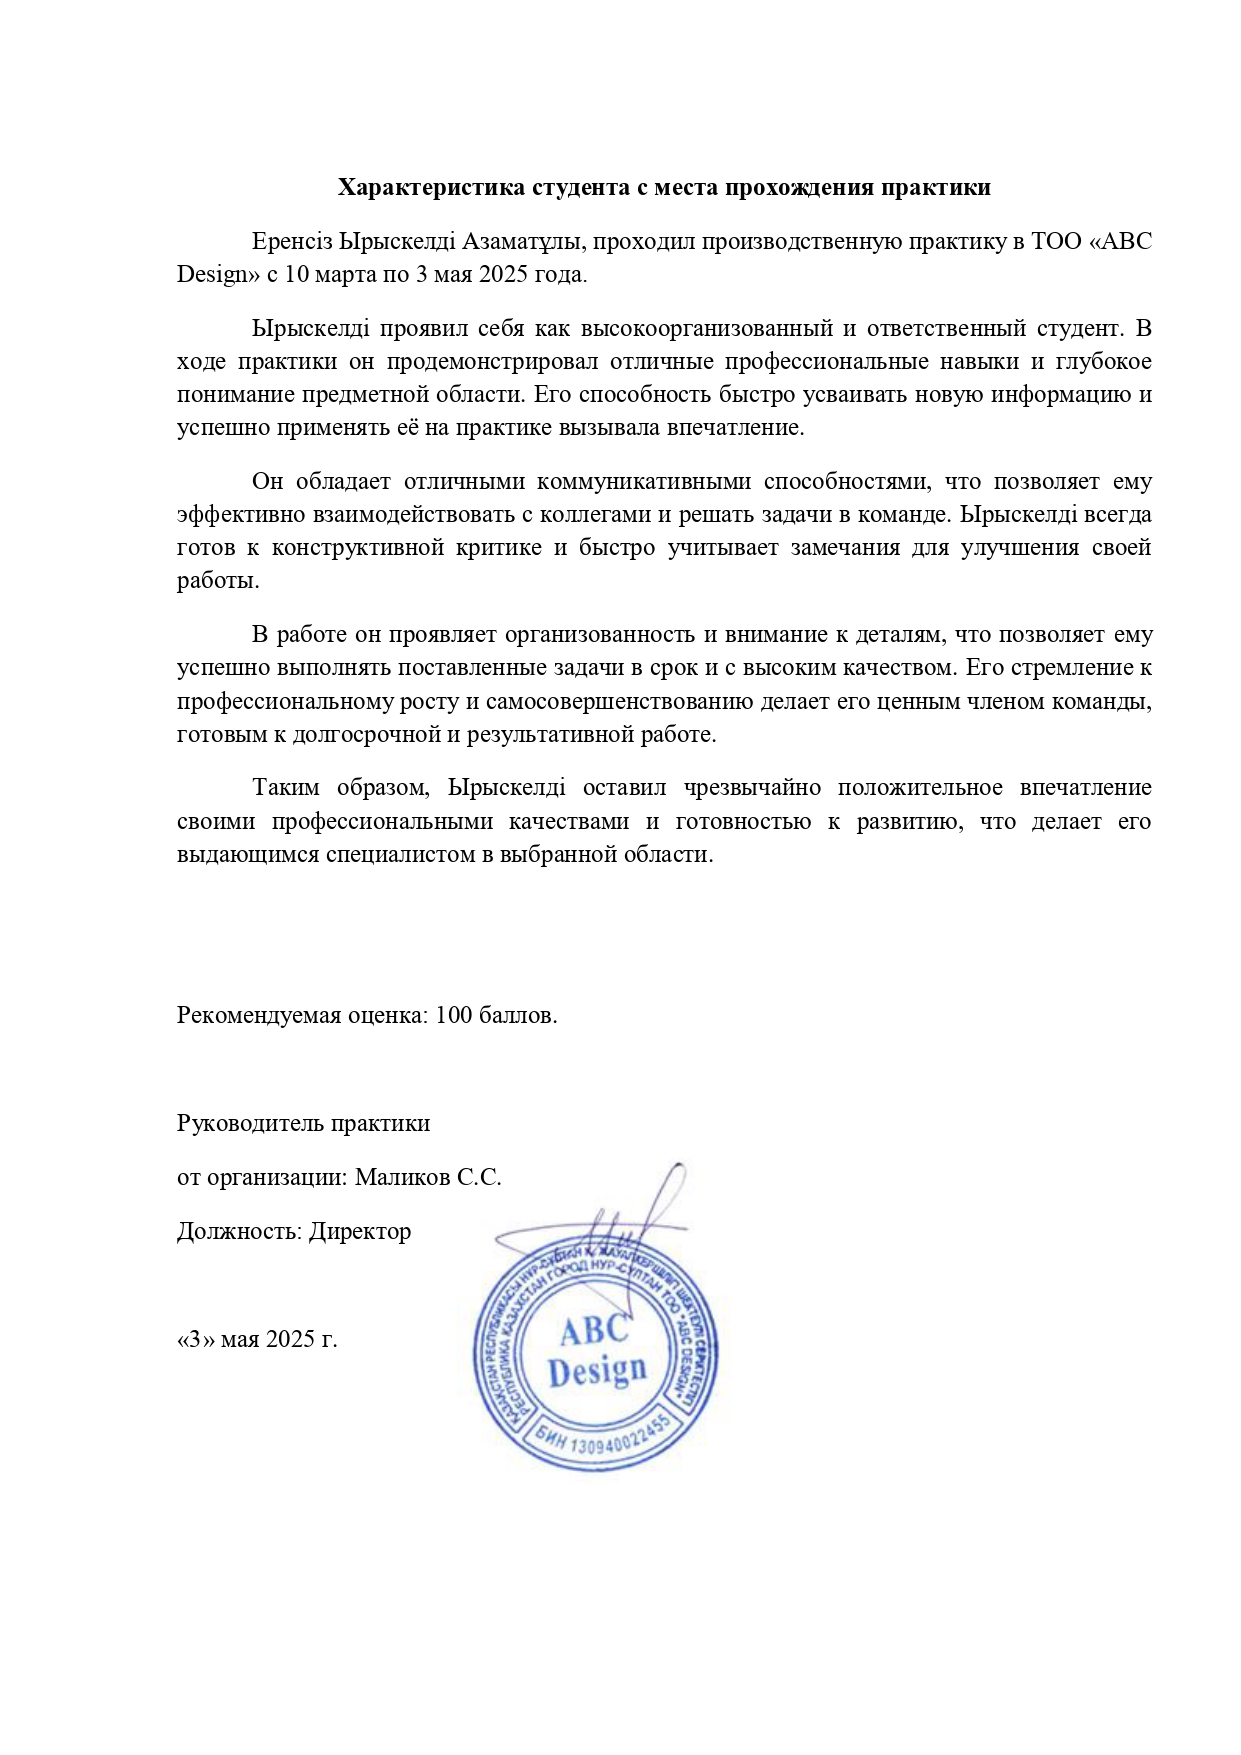 Характеристика студента с места прохождения практики
Еренсіз Ырыскелді Азаматұлы, проходил производственную практику в ТОО «ABC
Design» с 10 марта по 3 мая 2025 года.
Ырыскелді проявил себя как высокоорганизованный и ответственный студент. В
ходе практики он продемонстрировал отличные профессиональные навыки и глубокое
понимание предметной области. Его способность быстро усваивать новую информацию и
успешно применять её на практике вызывала впечатление.
Он обладает отличными коммуникативными способностями, что позволяет ему
эффективно взаимодействовать с коллегами и решать задачи в команде. Ырыскелді всегда
готов к конструктивной критике и быстро учитывает замечания для улучшения своей
работы.
В работе он проявляет организованность и внимание к деталям, что позволяет ему
успешно выполнять поставленные задачи в срок и с высоким качеством. Его стремление к
профессиональному росту и самосовершенствованию делает его ценным членом команды,
готовым к долгосрочной и результативной работе.
Таким образом, Ырыскелді оставил чрезвычайно положительное впечатление
своими профессиональными качествами и готовностью к развитию, что делает его
выдающимся специалистом в выбранной области.
Рекомендуемая оценка: 100 баллов.
Руководитель практики
от организации: Маликов С.С.
Должность: Директор
«3» мая 2025 г.
ҚАЗАҚСТАН РЕСПУБЛИКАСЫ НУР-СУЛТАН Қ. ЖАУАПКЕРШІЛІГІ ШЕКТЕУЛІ СЕРІКТЕСТІГІ
РЕСПУБЛИКА КАЗАХСТАН ГОРОД НУР-СУЛТАН ТОО "ABC DESIGN"
ABC
Design
БИН 130940022455